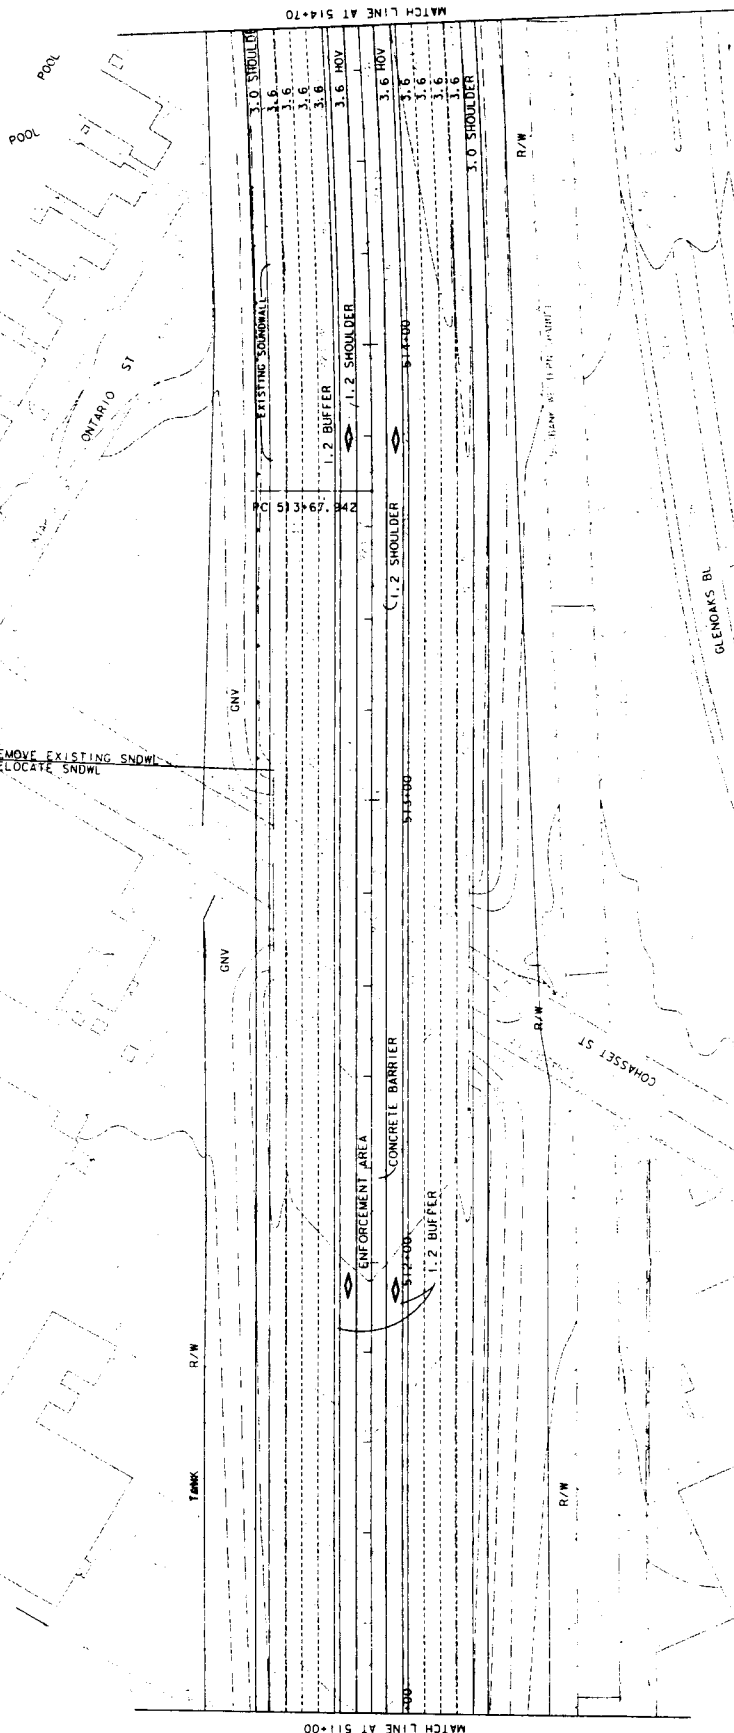 MATCH LINE AT 514+70
POOL
POOL
3.0 SHOULDER
3.6
3.6
3.6
3.6
3.6 HOV
3.6 HOV
3.6
3.6
3.6
3.6
3.0 SHOULDER
R/W
ONTARIO ST
EXISTING SOUNDWALL
1.2 BUFFER
1.2 SHOULDER
514+00
PC 513+67.942
1.2 SHOULDER
GLENOAKS BL
GNV
EMOVE EXISTING SNDWL
ELOCATE SNDWL
513+00
GNV
R/W
COHASSET ST
CONCRETE BARRIER
ENFORCEMENT AREA
512+00
1.2 BUFFER
R/W
TANK
R/W
+00
MATCH LINE AT 511+00